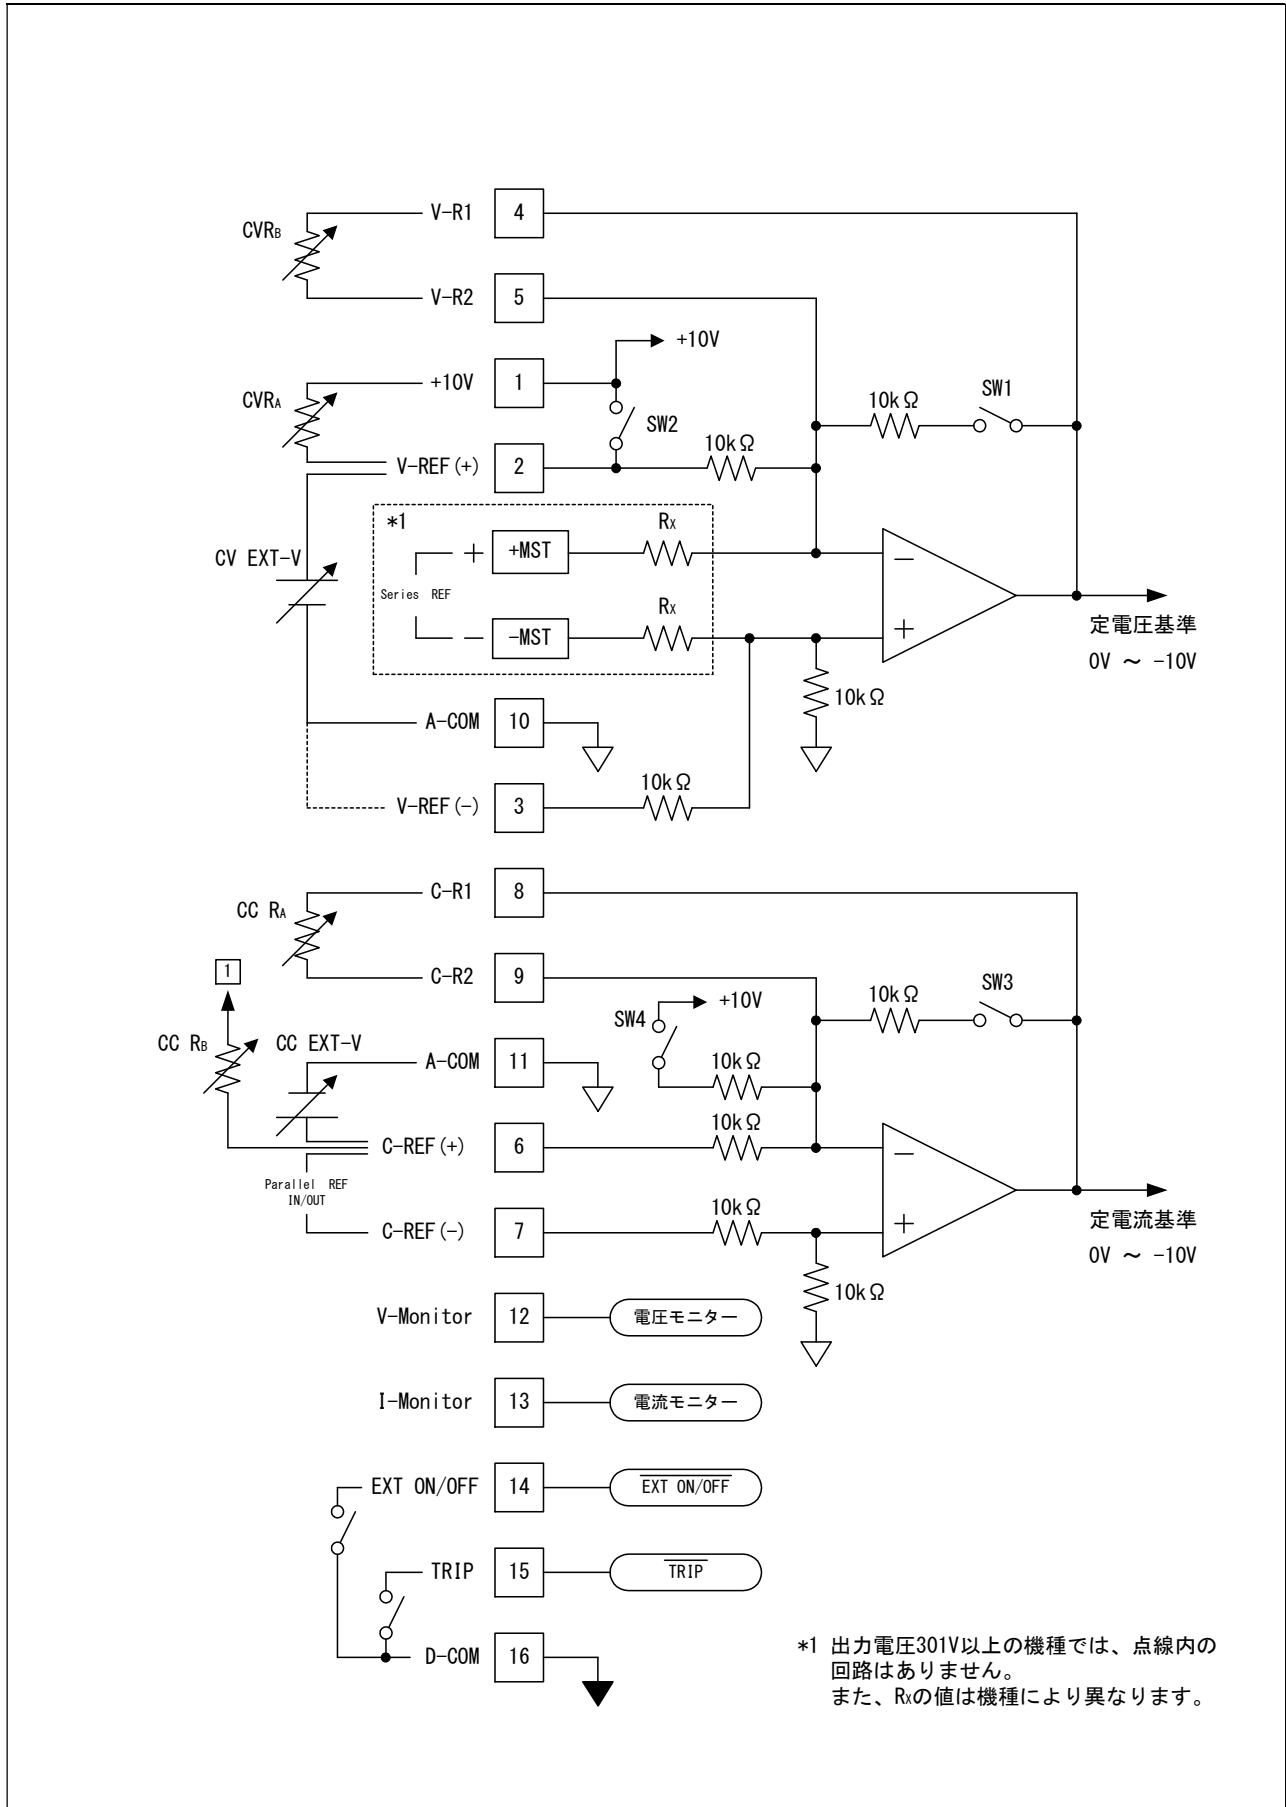 V-R1 4
CVRB
V-R2 5
+10V
+10V 1
CVRA
SW2
10kΩ SW1
10kΩ
V-REF(+) 2
*1
RX
+ +MST
CV EXT-V
Series REF
RX
- -MST
-
+
定電圧基準
0V ～ -10V
10kΩ
A-COM 10
10kΩ
V-REF(-) 3
C-R1 8
CC RA
1
C-R2 9
SW4 +10V
10kΩ SW3
CC RB CC EXT-V
A-COM 11
10kΩ
10kΩ
C-REF(+) 6
Parallel REF
IN/OUT
10kΩ
C-REF(-) 7
-
+
定電流基準
0V ～ -10V
10kΩ
V-Monitor 12 電圧モニター
I-Monitor 13 電流モニター
EXT ON/OFF 14 EXT ON/OFF
TRIP 15 TRIP
D-COM 16
*1 出力電圧301V以上の機種では、点線内の
回路はありません。
また、RXの値は機種により異なります。